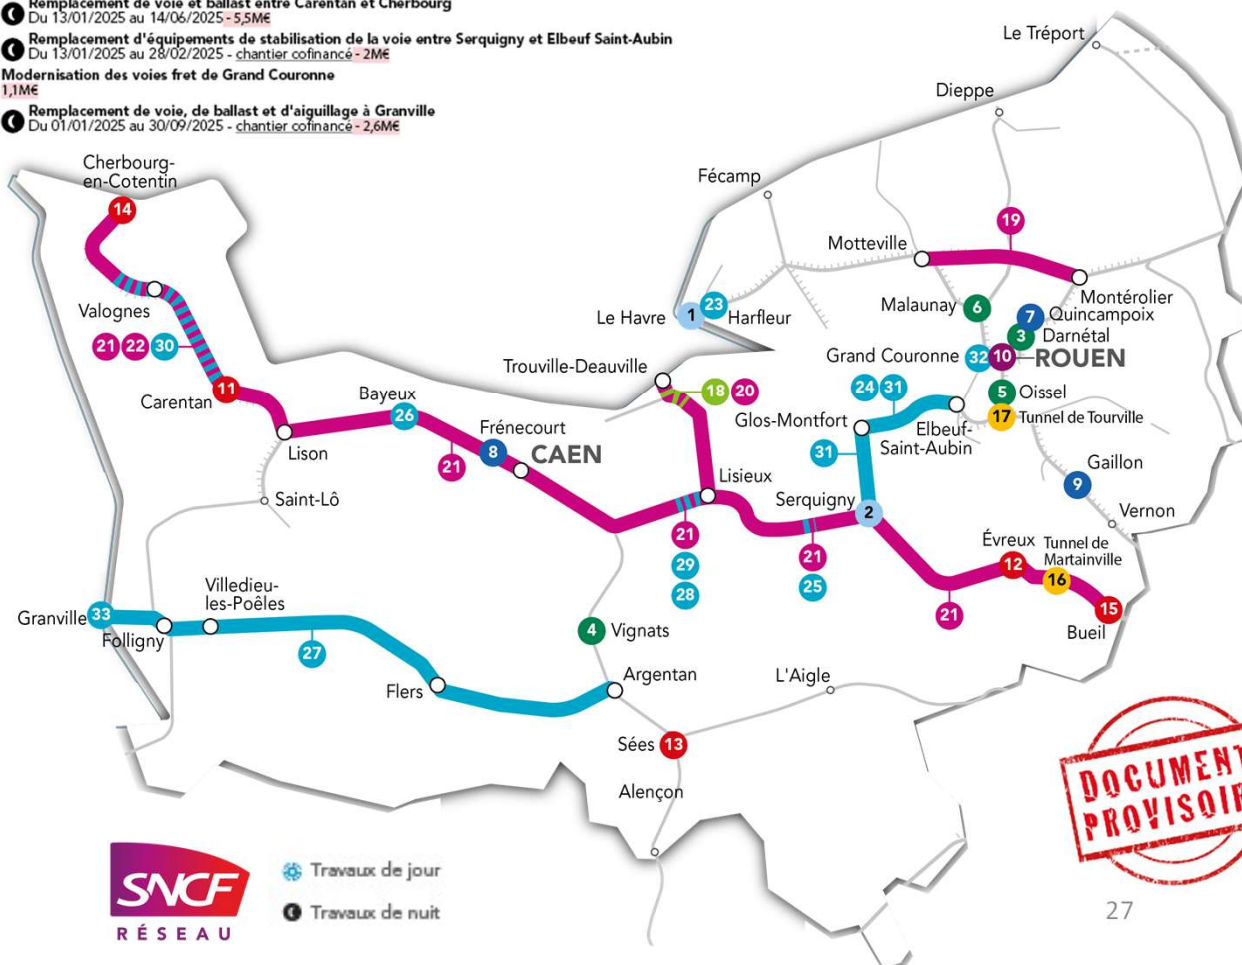 Remplacement de voie et ballast entre Carentan et Cherbourg
Du 13/01/2025 au 14/06/2025 - 5,5M€
Remplacement d'équipements de stabilisation de la voie entre Serquigny et Elbeuf Saint-Aubin
Du 13/01/2025 au 28/02/2025 - chantier cofinancé - 2M€
Modernisation des voies fret de Grand Couronne
1,1M€
Remplacement de voie, de ballast et d'aiguillage à Granville
Du 01/01/2025 au 30/09/2025 - chantier cofinancé - 2,6M€
Le Tréport
Dieppe
Cherbourg-
en-Cotentin
14
Fécamp
19
Motteville
Valognes
21 22 30
Malaunay 6
Montérolier
7 Quincampoix
23
Le Havre 1 Harfleur
3 Darnétal
Grand Couronne 32 10 ROUEN
Trouville-Deauville
18 20
24 31
5 Oissel
Carentan 11
Bayeux
26
Glos-Montfort
Elbeuf-
Saint-Aubin
17 Tunnel de Tourville
Lison
Frénecourt
8 CAEN
21
31
Gaillon
9
Saint-Lô
Lisieux
Serquigny 2
Vernon
21
29
28
21
25
Évreux
12
Tunnel de
Martainville
16
15
Bueil
21
Villedieu-
les-Poêles
Granville 33
Folligny
27
4 Vignats
Flers
Argentan
L'Aigle
Sées 13
Alençon
DOCUMENT
PROVISOIR
SNCF
RÉSEAU
Travaux de jour
Travaux de nuit
27